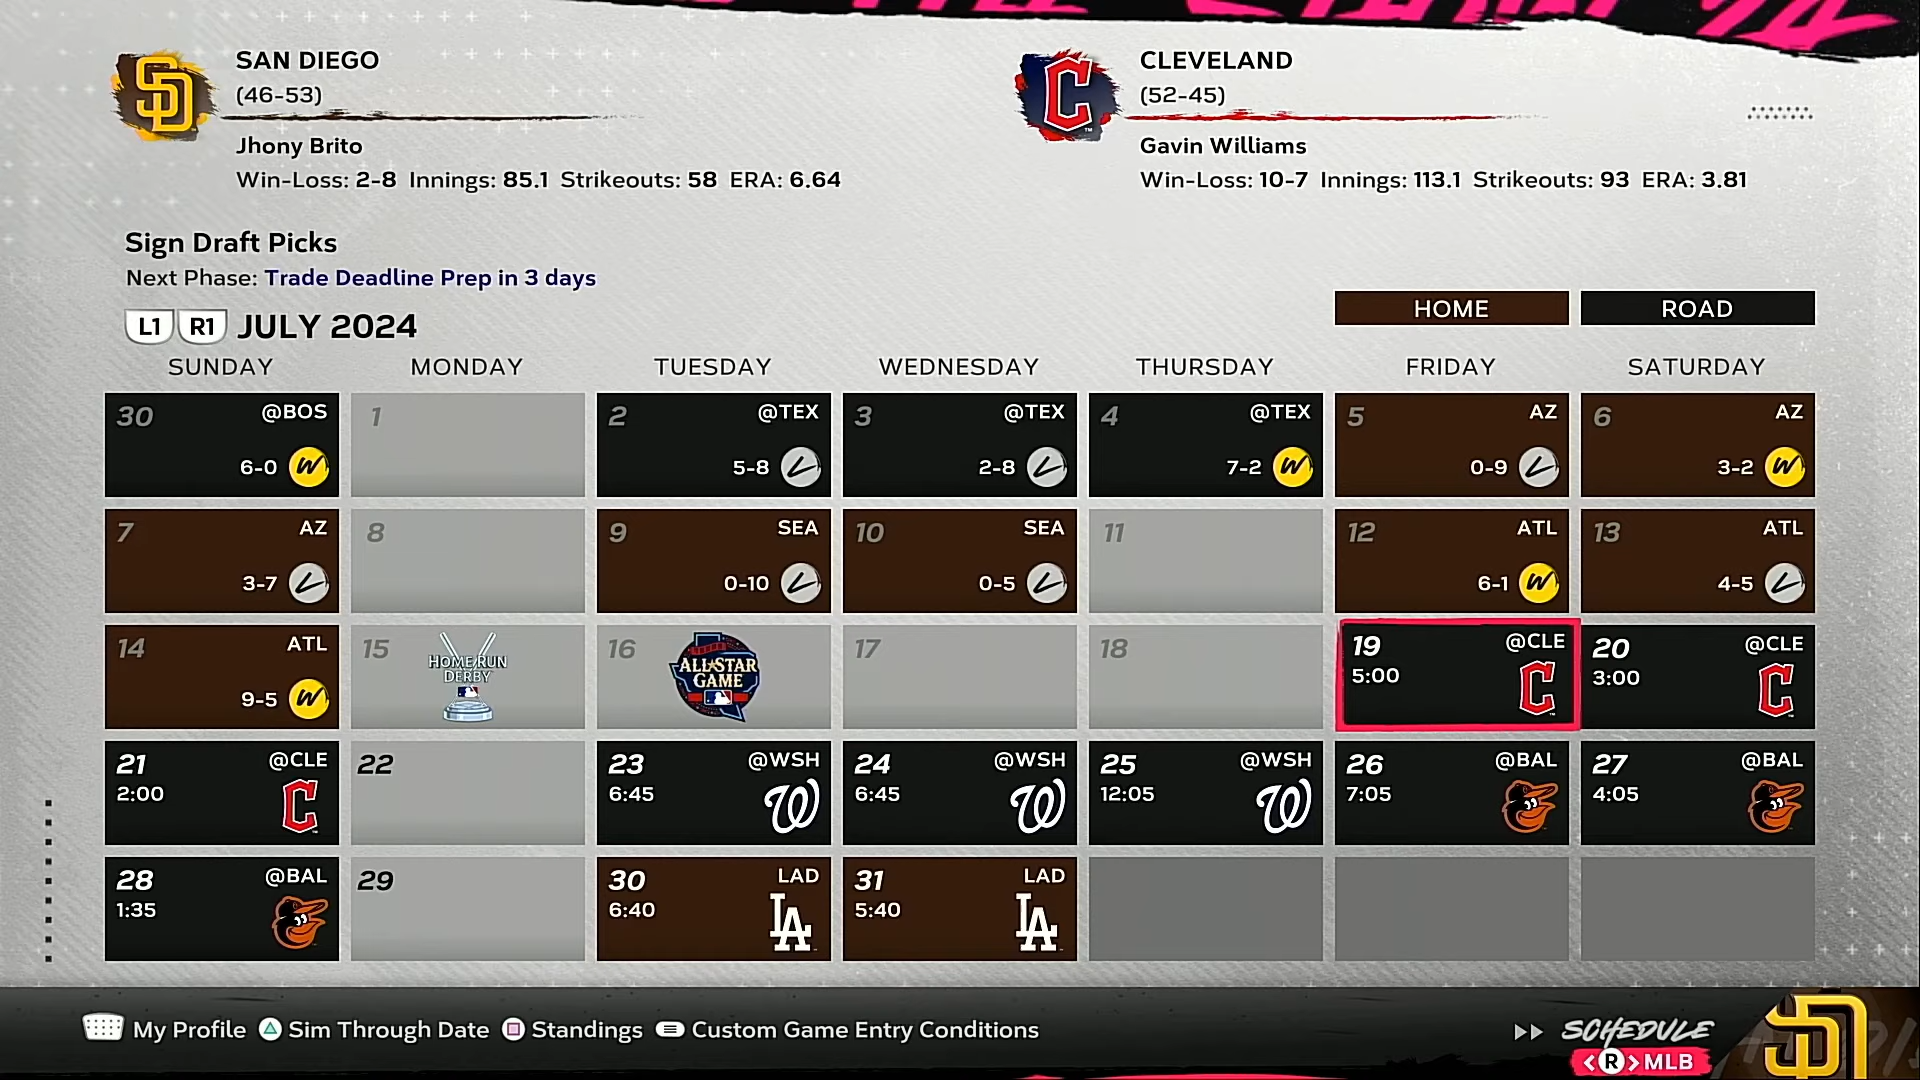 SAN DIEGO
(46-53)
Jhony Brito
Win-Loss: 2-8 Innings: 85.1 Strikeouts: 58 ERA: 6.64
CLEVELAND
(52-45)
Gavin Williams
Win-Loss: 10-7 Innings: 113.1 Strikeouts: 93 ERA: 3.81
Sign Draft Picks
Next Phase: Trade Deadline Prep in 3 days
HOME ROAD
L1 R1 JULY 2024
SUNDAY MONDAY TUESDAY WEDNESDAY THURSDAY FRIDAY SATURDAY
30 @BOS 1 2 @TEX 3 @TEX 4 @TEX 5 AZ 6 AZ
6-0 W 5-8 L 2-8 L 7-2 W 0-9 L 3-2 W
7 AZ 8 9 SEA 10 SEA 11 12 ATL 13 ATL
3-7 L 0-10 L 0-5 L 6-1 W 4-5 L
14 ATL 15 HOME RUN DERBY 16 ALL STAR GAME 17 18 19 @CLE 20 @CLE
9-5 W 5:00 C 3:00 C
21 @CLE 22 23 @WSH 24 @WSH 25 @WSH 26 @BAL 27 @BAL
2:00 C 6:45 W 6:45 W 12:05 W 7:05 4:05
28 @BAL 29 30 LAD 31 LAD
1:35 6:40 LA 5:40 LA
My Profile Sim Through Date Standings Custom Game Entry Conditions
SCHEDULE
R MLB
SD